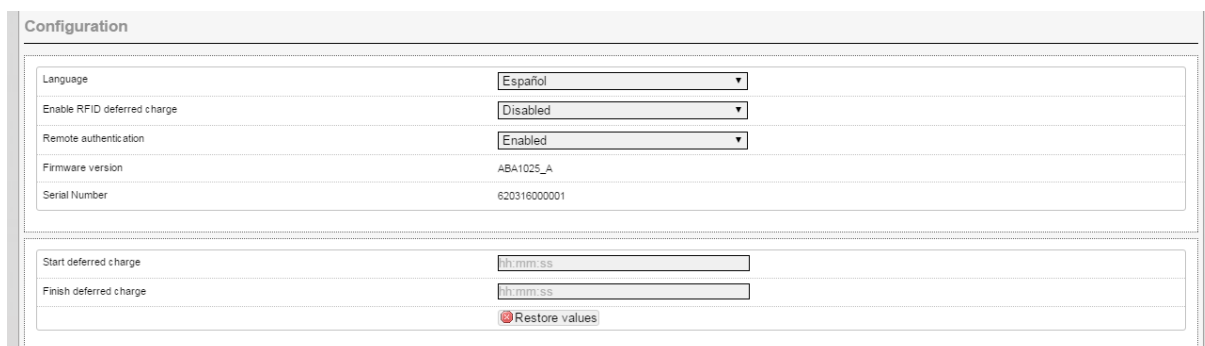 Configuration
Language Español
Enable RFID deferred charge Disabled
Remote authentication Enabled
Firmware version ABA1025_A
Serial Number 620316000001
Start deferred charge hh:mm:ss
Finish deferred charge hh:mm:ss
Restore values